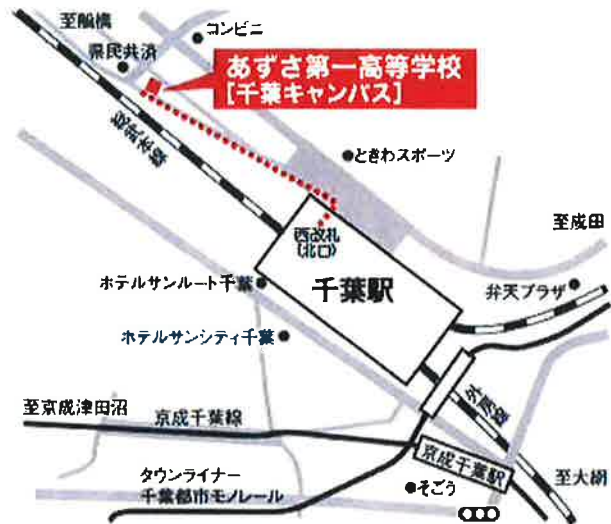 至船橋
コンビニ
県民共済
あずさ第一高等学校
[千葉キャンパス]
総武本線
ときわスポーツ
西改札
(北口)
至成田
千葉駅
ホテルサンルート千葉
弁天プラザ
ホテルサンシティ千葉
外房線
至京成津田沼
京成千葉線
京成千葉駅
至大網
タウンライナー
千葉都市モノレール
そごう